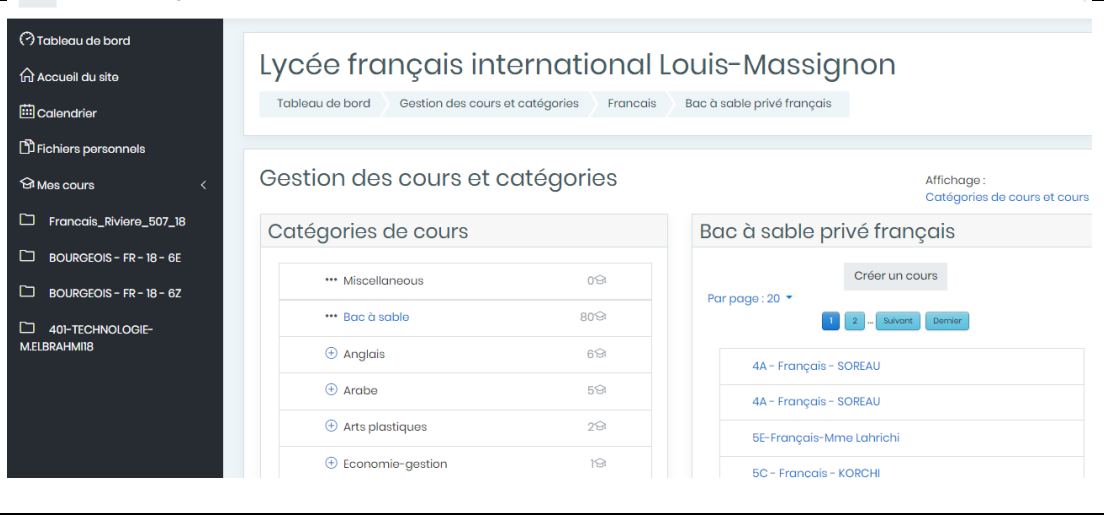 Tableau de bord
Accueil du site
Calendrier
Fichiers personnels
Mes cours
Francais_Riviere_507_18
BOURGEOIS - FR - 18 - 6E
BOURGEOIS - FR - 18 - 6Z
401-TECHNOLOGIE-
M.ELBRAHMI18
Lycée français international Louis-Massignon
Tableau de bord Gestion des cours et catégories Francais Bac à sable privé français
Gestion des cours et catégories
Affichage :
Catégories de cours et cours
Catégories de cours
Miscellaneous 0
Bac à sable 80
Anglais 6
Arabe 5
Arts plastiques 2
Economie-gestion 1
Bac à sable privé français
Créer un cours
Par page : 20
1 2 ... Suivant Dernier
4A - Français - SOREAU
4A - Français - SOREAU
5E-Français-Mme Lahrichi
5C - Francais - KORCHI